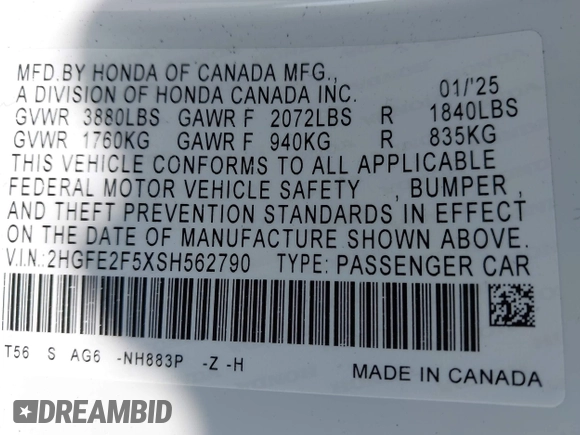 MFD.BY HONDA OF CANADA MFG.,
A DIVISION OF HONDA CANADA INC. 01/'25
GVWR 3880LBS GAWR F 2072LBS R 1840LBS
GVWR 1760KG GAWR F 940KG R 835KG
THIS VEHICLE CONFORMS TO ALL APPLICABLE
FEDERAL MOTOR VEHICLE SAFETY , BUMPER ,
AND THEFT PREVENTION STANDARDS IN EFFECT
ON THE DATE OF MANUFACTURE SHOWN ABOVE.
V.I.N.:2HGFE2F5XSH562790 TYPE: PASSENGER CAR
T56 S AG6 -NH883P -Z -H
MADE IN CANADA
DREAMBID